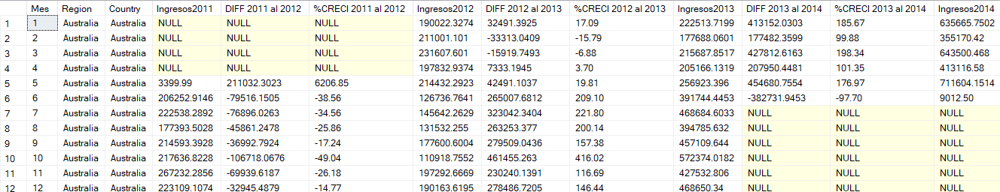 Mes Region Country Ingresos2011 DIFF 2011 al 2012 %CRECI 2011 al 2012 Ingresos2012 DIFF 2012 al 2013 %CRECI 2012 al 2013 Ingresos2013 DIFF 2013 al 2014 %CRECI 2013 al 2014 Ingresos2014
1 1 Australia Australia NULL NULL NULL 190022.3274 32491.3925 17.09 222513.7199 413152.0303 185.67 635665.7502
2 2 Australia Australia NULL NULL NULL 211001.101 -33313.0409 -15.79 177688.0601 177482.3599 99.88 355170.42
3 3 Australia Australia NULL NULL NULL 231607.601 -15919.7493 -6.88 215687.8517 427812.6163 198.34 643500.468
4 4 Australia Australia NULL NULL NULL 197832.9374 7333.1945 3.70 205166.1319 207950.4481 101.35 413116.58
5 5 Australia Australia 3399.99 211032.3023 6206.85 214432.2923 42491.1037 19.81 256923.396 454680.7554 176.97 711604.1514
6 6 Australia Australia 206252.9146 -79516.1505 -38.56 126736.7641 265007.6812 209.10 391744.4453 -382731.9453 -97.70 9012.50
7 7 Australia Australia 222538.2892 -76896.0263 -34.56 145642.2629 323042.3404 221.80 468684.6033 NULL NULL NULL
8 8 Australia Australia 177393.5028 -45861.2478 -25.86 131532.255 263253.377 200.14 394785.632 NULL NULL NULL
9 9 Australia Australia 214593.3928 -36992.7924 -17.24 177600.6004 279509.0436 157.38 457109.644 NULL NULL NULL
10 10 Australia Australia 217636.8228 -106718.0676 -49.04 110918.7552 461455.263 416.02 572374.0182 NULL NULL NULL
11 11 Australia Australia 267232.2856 -69939.6187 -26.18 197292.6669 230240.1391 116.69 427532.806 NULL NULL NULL
12 12 Australia Australia 223109.1074 -32945.4879 -14.77 190163.6195 278486.7205 146.44 468650.34 NULL NULL NULL